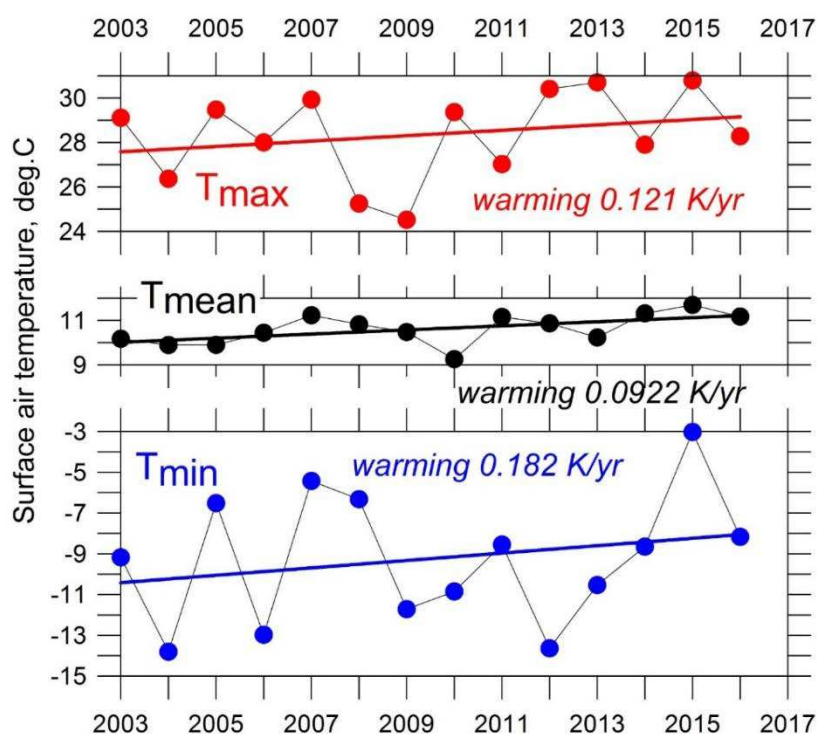 2003 2005 2007 2009 2011 2013 2015 2017
Surface air temperature, deg.C
30
28
26
24
Tmax
warming 0.121 K/yr
Tmean
11
9
warming 0.0922 K/yr
-3
-5
-7
-9
-11
-13
-15
Tmin
warming 0.182 K/yr
2003 2005 2007 2009 2011 2013 2015 2017